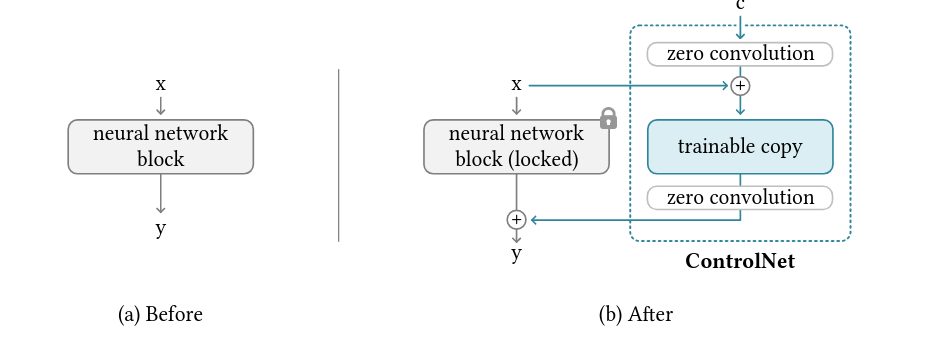 c
zero convolution
x
x
+
neural network
block
neural network
block (locked)
trainable copy
zero convolution
+
y
y
ControlNet
(a) Before
(b) After